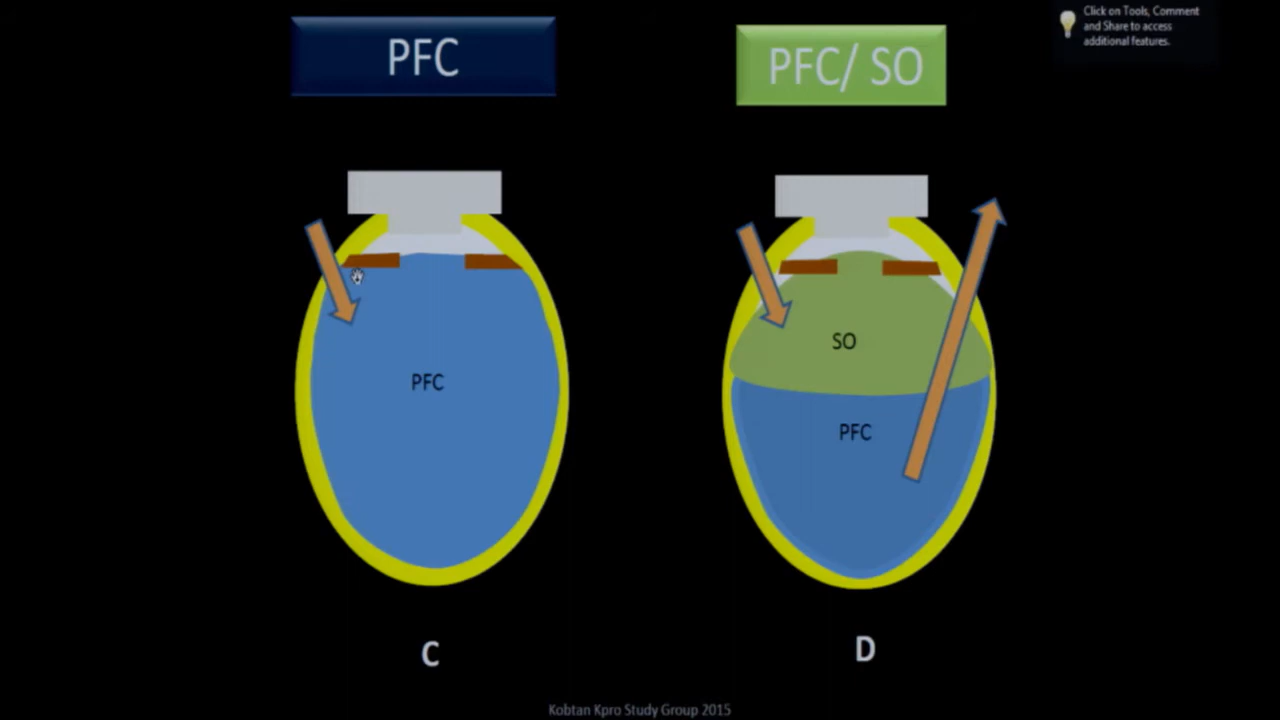 PFC
PFC/ SO
Click on Tools, Comment
and Share to access
additional features.
PFC
SO
PFC
C
D
Kobtan Kpro Study Group 2015